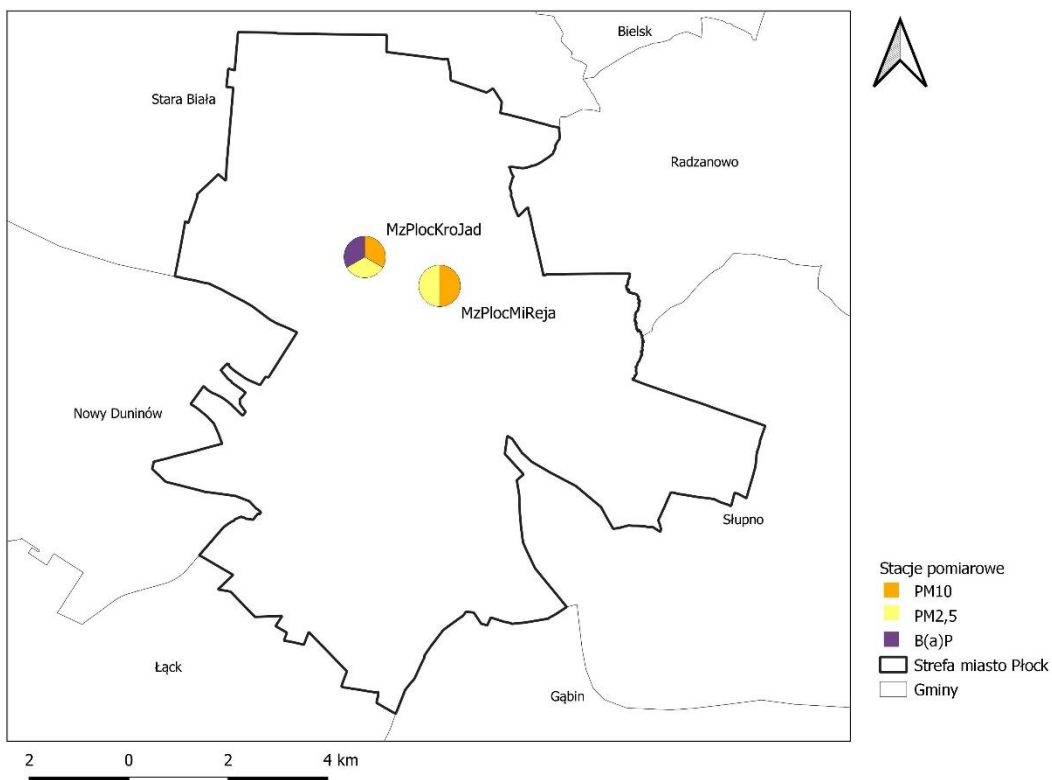 Bielsk
Stara Biała
Radzanowo
MzPlocKroJad
MzPlocMiReja
Nowy Duninów
Słupno
Łąck
Gąbin
Stacje pomiarowe
PM10
PM2,5
B(a)P
Strefa miasto Płock
Gminy
2 0 2 4 km